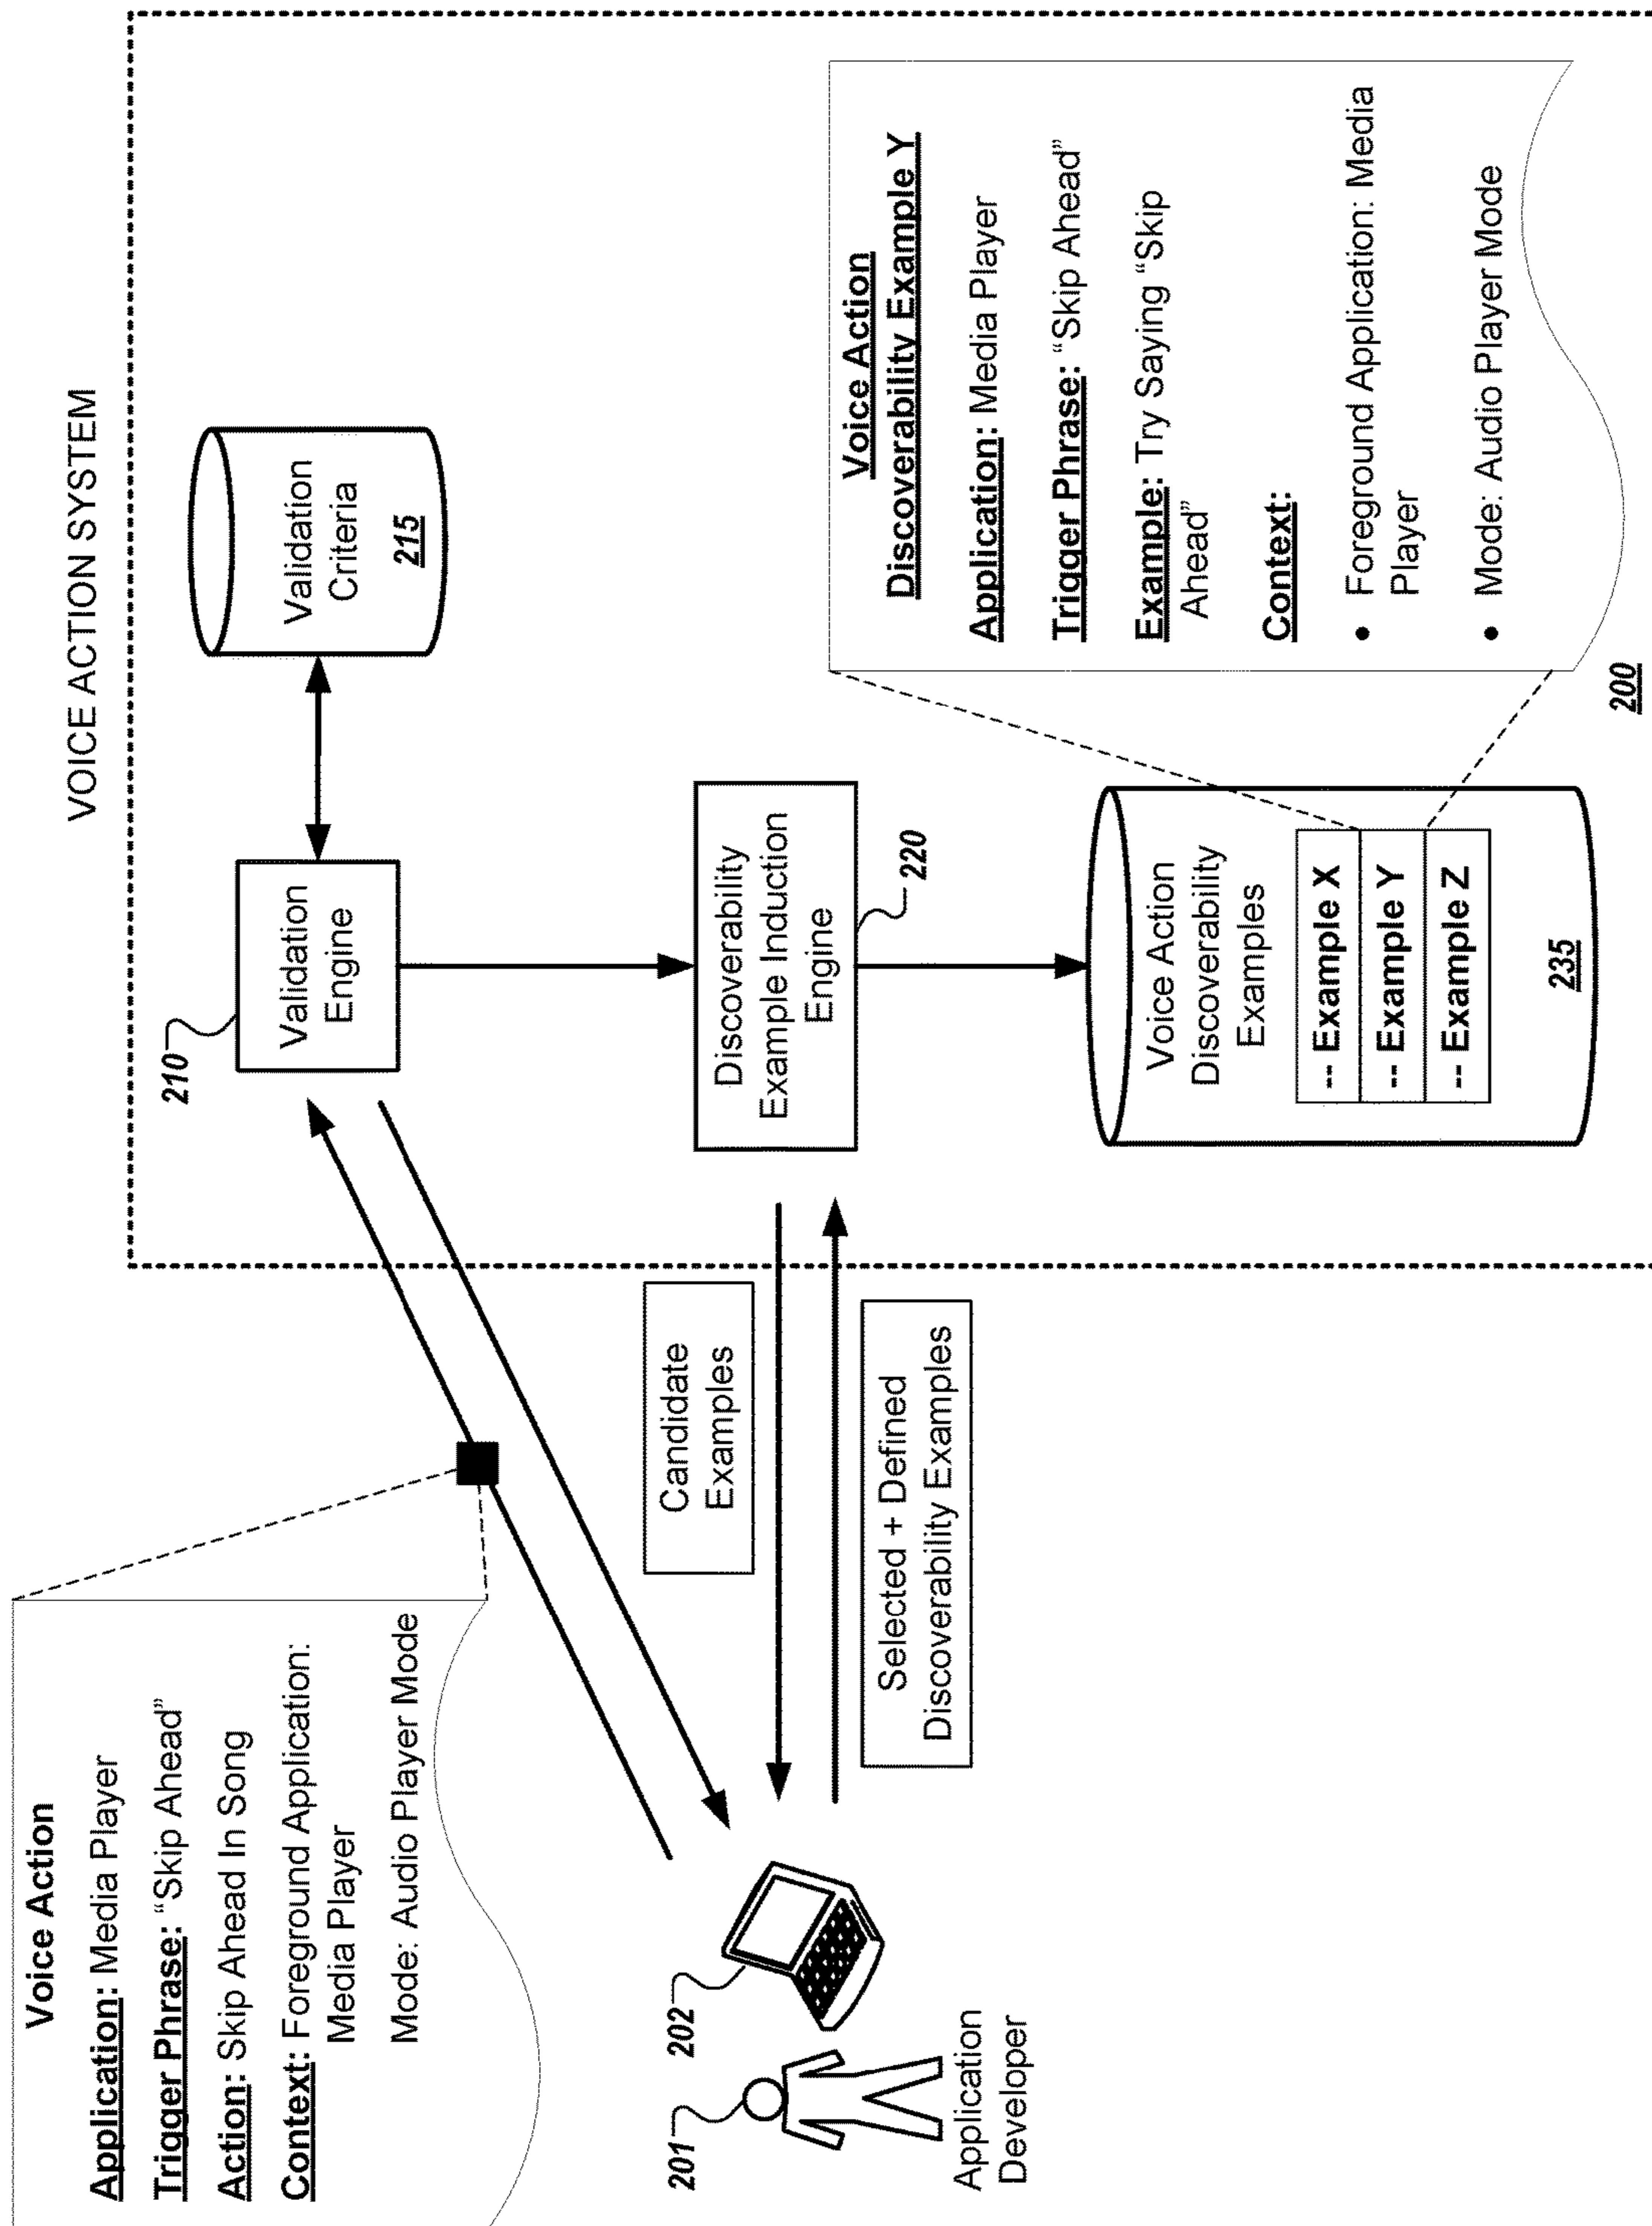 VOICE ACTION SYSTEM
Voice Action
Application: Media Player
Trigger Phrase: “Skip Ahead”
Action: Skip Ahead In Song
Context: Foreground Application:
Media Player
Mode: Audio Player Mode
201
202
Application
Developer
210
Validation
Engine
Validation
Criteria
215
Candidate
Examples
Selected + Defined
Discoverability Examples
Discoverability
Example Induction
Engine
220
Voice Action
Discoverability
Examples
-- Example X
-- Example Y
-- Example Z
235
Voice Action
Discoverability Example Y
Application: Media Player
Trigger Phrase: “Skip Ahead”
Example: Try Saying “Skip
Ahead”
Context:
• Foreground Application: Media
Player
• Mode: Audio Player Mode
200